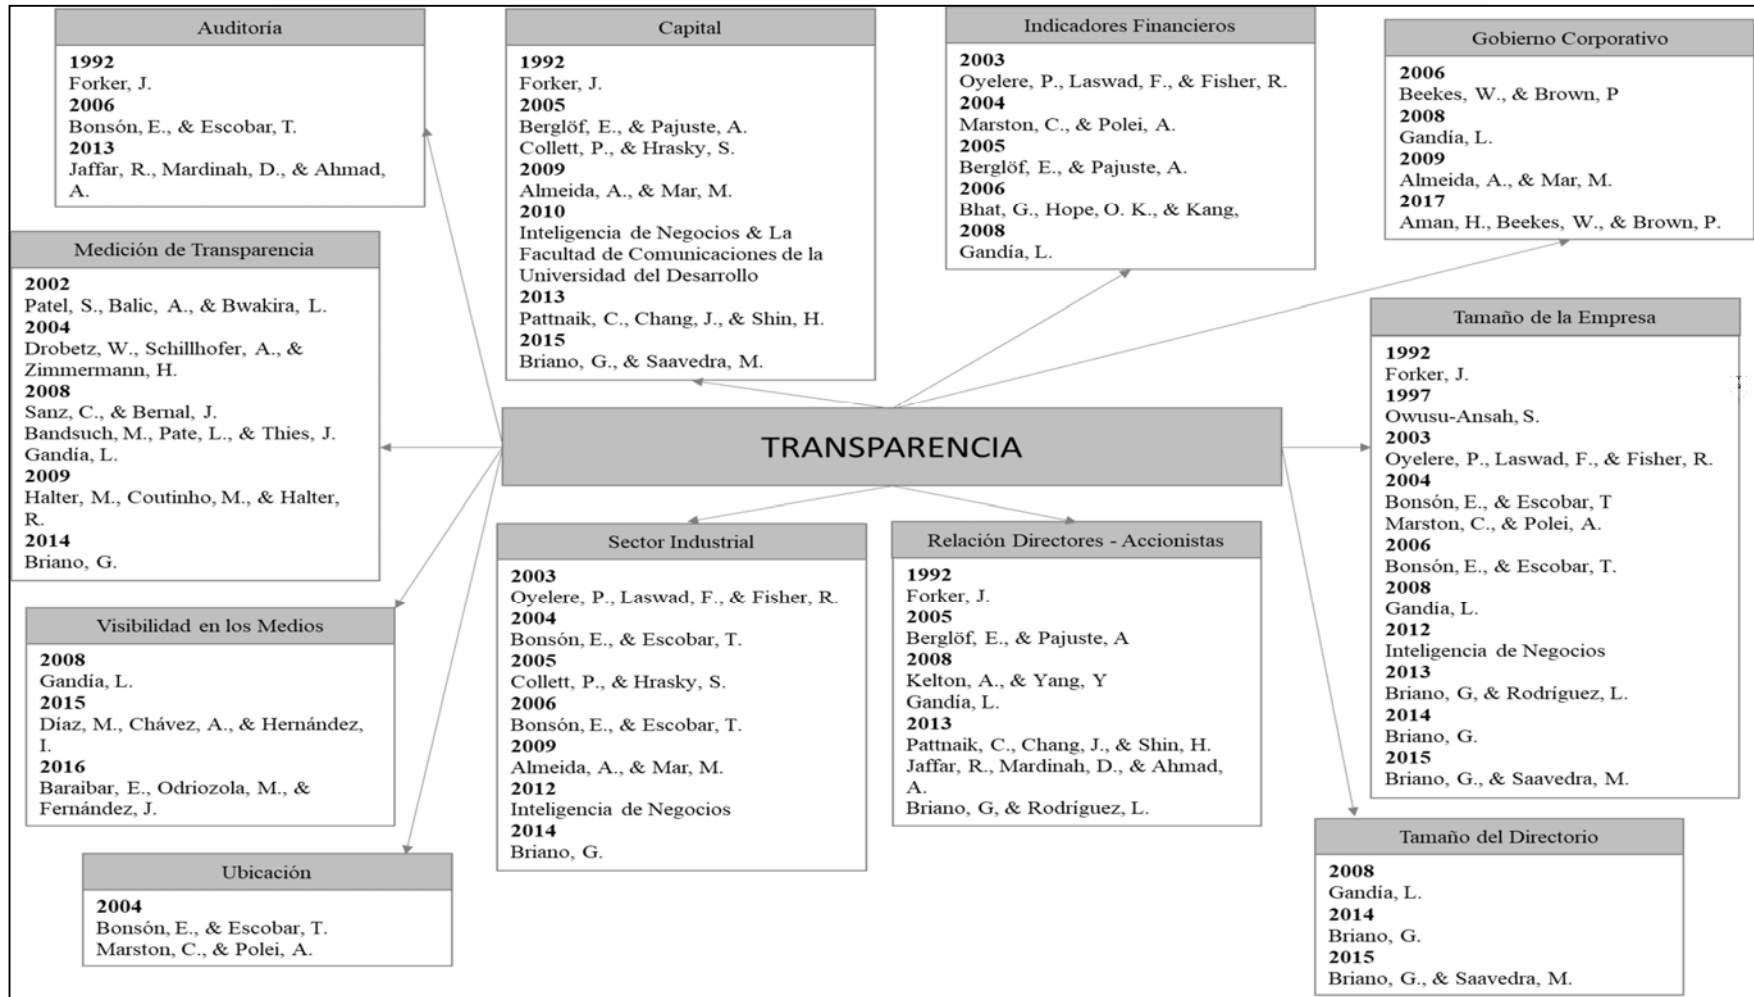 Auditoría
1992
Forker, J.
2006
Bonsón, E., & Escobar, T.
2013
Jaffar, R., Mardinah, D., & Ahmad,
A.
Capital
1992
Forker, J.
2005
Berglöf, E., & Pajuste, A.
Collett, P., & Hrasky, S.
2009
Almeida, A., & Mar, M.
2010
Inteligencia de Negocios & La
Facultad de Comunicaciones de la
Universidad del Desarrollo
2013
Pattnaik, C., Chang, J., & Shin, H.
2015
Briano, G., & Saavedra, M.
Indicadores Financieros
2003
Oyelere, P., Laswad, F., & Fisher, R.
2004
Marston, C., & Polei, A.
2005
Berglöf, E., & Pajuste, A.
2006
Bhat, G., Hope, O. K., & Kang,
2008
Gandía, L.
Gobierno Corporativo
2006
Beekes, W., & Brown, P
2008
Gandía, L.
2009
Almeida, A., & Mar, M.
2017
Aman, H., Beekes, W., & Brown, P.
Medición de Transparencia
2002
Patel, S., Balic, A., & Bwakira, L.
2004
Drobetz, W., Schillhofer, A., &
Zimmermann, H.
2008
Sanz, C., & Bernal, J.
Bandsuch, M., Pate, L., & Thies, J.
Gandía, L.
2009
Halter, M., Coutinho, M., & Halter,
R.
2014
Briano, G.
TRANSPARENCIA
Tamaño de la Empresa
1992
Forker, J.
1997
Owusu-Ansah, S.
2003
Oyelere, P., Laswad, F., & Fisher, R.
2004
Bonsón, E., & Escobar, T
Marston, C., & Polei, A.
2006
Bonsón, E., & Escobar, T.
2008
Gandía, L.
2012
Inteligencia de Negocios
2013
Briano, G, & Rodríguez, L.
2014
Briano, G.
2015
Briano, G., & Saavedra, M.
Visibilidad en los Medios
2008
Gandía, L.
2015
Díaz, M., Chávez, A., & Hernández,
I.
2016
Baraibar, E., Odriozola, M., &
Fernández, J.
Sector Industrial
2003
Oyelere, P., Laswad, F., & Fisher, R.
2004
Bonsón, E., & Escobar, T.
2005
Collett, P., & Hrasky, S.
2006
Bonsón, E., & Escobar, T.
2009
Almeida, A., & Mar, M.
2012
Inteligencia de Negocios
2014
Briano, G.
Relación Directores - Accionistas
1992
Forker, J.
2005
Berglöf, E., & Pajuste, A
2008
Kelton, A., & Yang, Y
Gandía, L.
2013
Pattnaik, C., Chang, J., & Shin, H.
Jaffar, R., Mardinah, D., & Ahmad,
A.
Briano, G, & Rodríguez, L.
Ubicación
2004
Bonsón, E., & Escobar, T.
Marston, C., & Polei, A.
Tamaño del Directorio
2008
Gandía, L.
2014
Briano, G.
2015
Briano, G., & Saavedra, M.